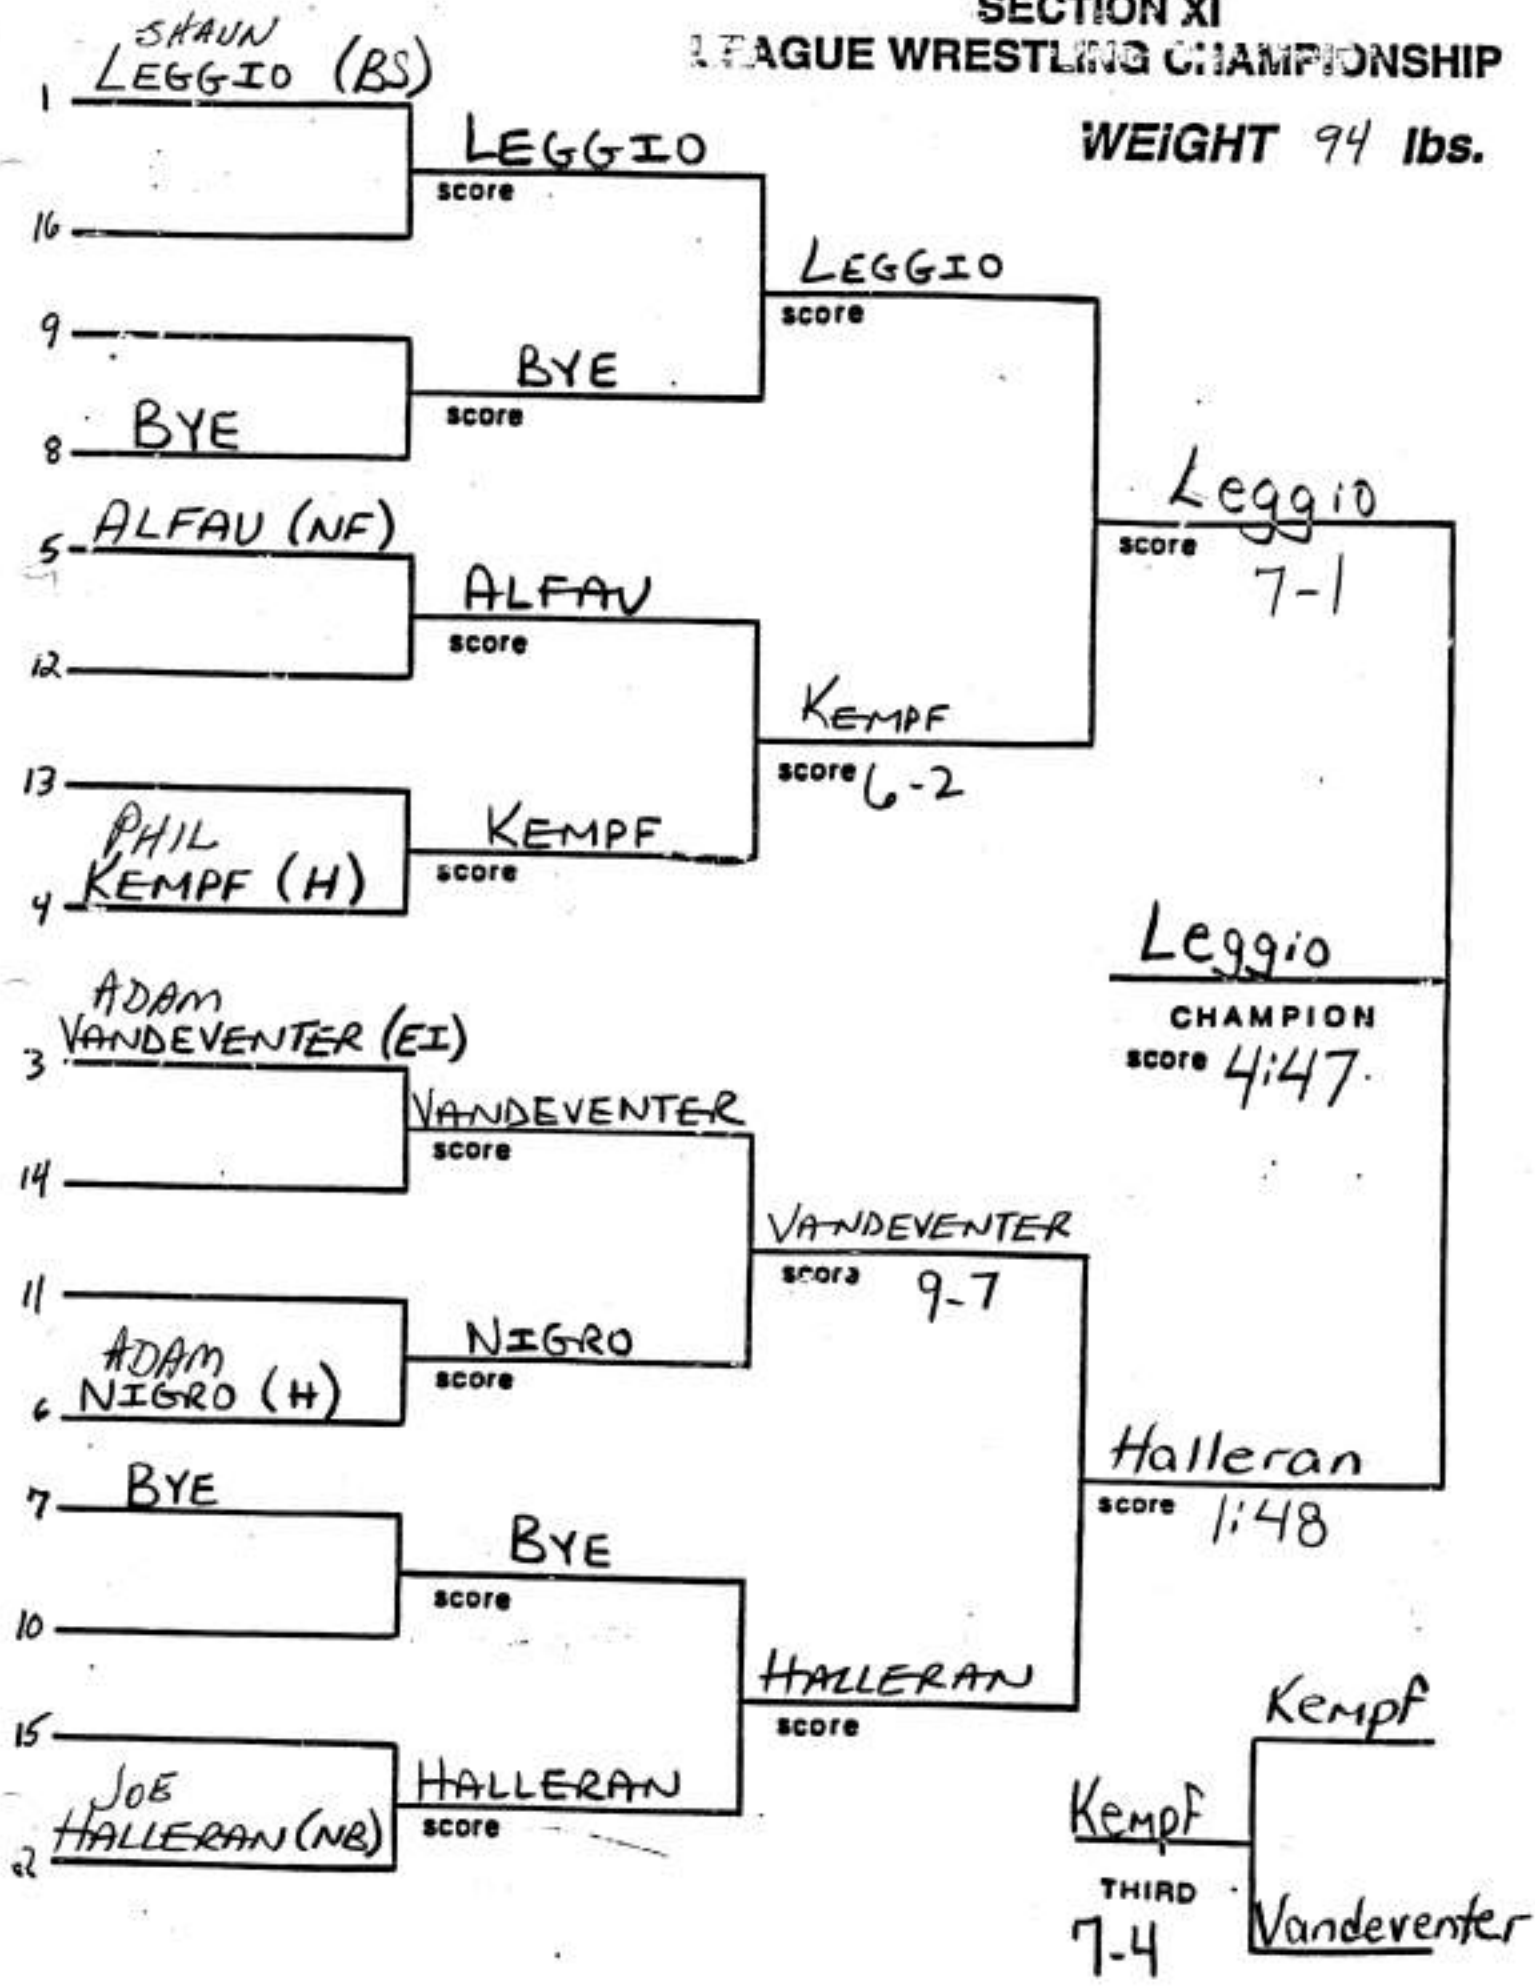 SECTION XI
LEAGUE WRESTLING CHAMPIONSHIP
WEIGHT 94 lbs.
SHAUN
1 LEGGIO (BS)
LEGGIO
score
16
LEGGIO
score
9
BYE
score
8 BYE
Leggio
score
7-1
5 ALFAU (NF)
ALFAU
score
12
KEMPF
score 6-2
13
PHIL
KEMPF
score
4 KEMPF (H)
Leggio
CHAMPION
score 4:47
ADAM
3 VANDEVENTER (EI)
VANDEVENTER
score
14
VANDEVENTER
score 9-7
11
NIGRO
score
ADAM
6 NIGRO (H)
Halleran
score 1:48
7 BYE
BYE
score
10
HALLERAN
score
15
JOE
HALLERAN
score
2 HALLERAN (NB)
Kempf
Kempf
THIRD
7-4
Vandeventer